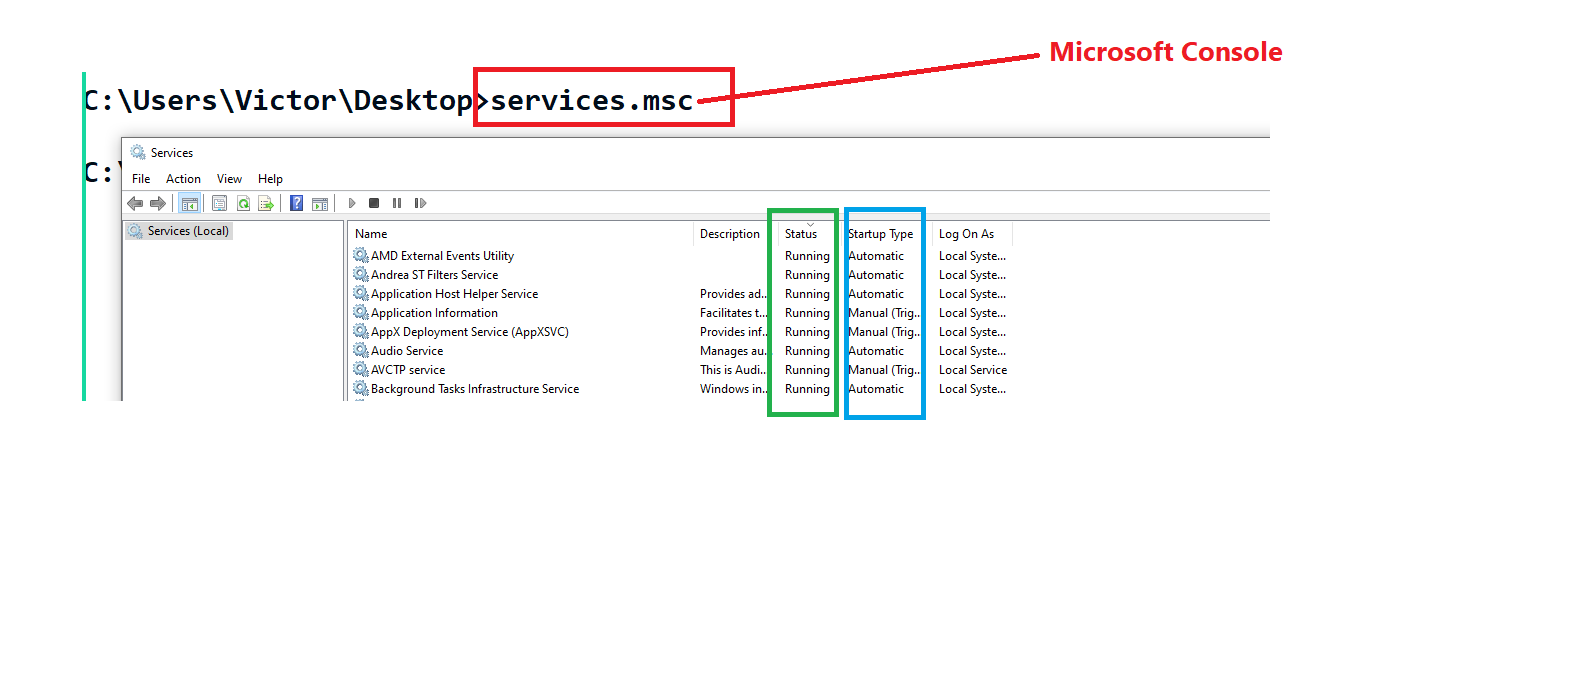 Microsoft Console
C:\Users\Victor\Desktop>services.msc
C:\
Services
File Action View Help
Services (Local)
Name Description Status Startup Type Log On As
AMD External Events Utility Running Automatic Local Syste...
Andrea ST Filters Service Running Automatic Local Syste...
Application Host Helper Service Provides ad... Running Automatic Local Syste...
Application Information Facilitates t... Running Manual (Trig... Local Syste...
AppX Deployment Service (AppXSVC) Provides inf... Running Manual (Trig... Local Syste...
Audio Service Manages au... Running Automatic Local Syste...
AVCTP service This is Audi... Running Manual (Trig... Local Service
Background Tasks Infrastructure Service Windows in... Running Automatic Local Syste...